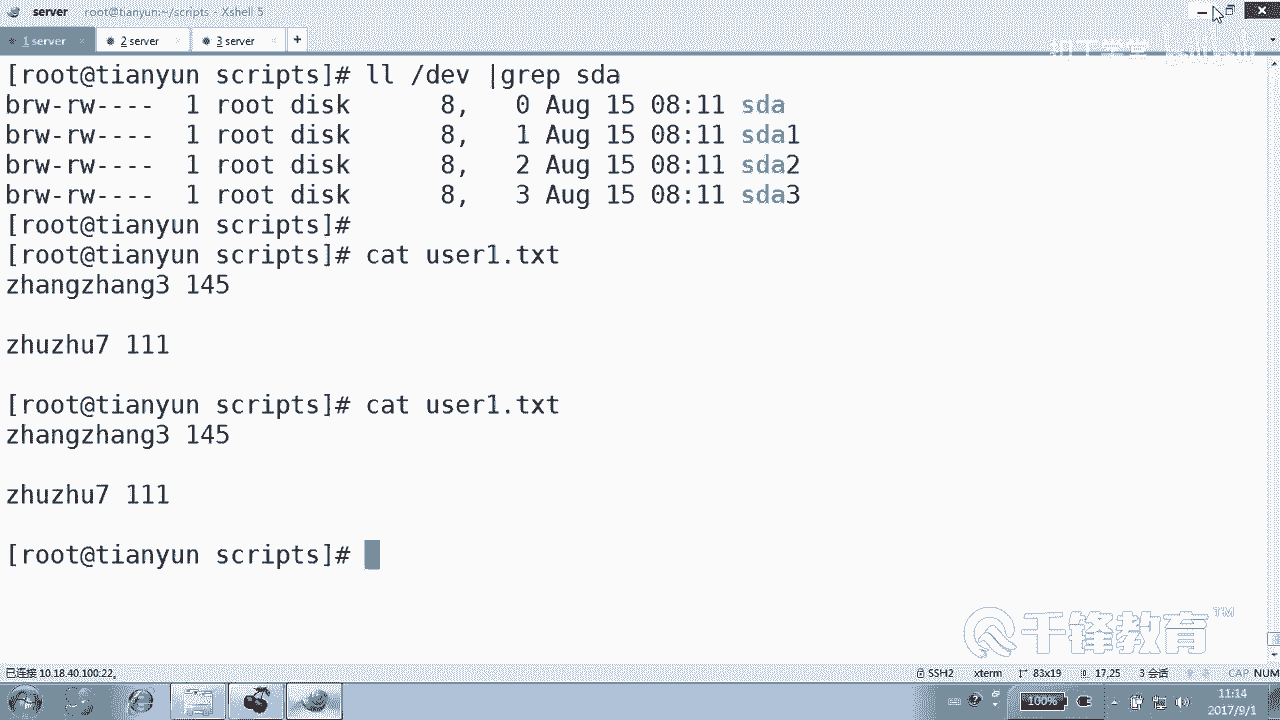 server root@tianyun:~/scripts - Xshell 5
1 server × 2 server × 3 server × +
[root@tianyun scripts]# ll /dev |grep sda
brw-rw---- 1 root disk 8, 0 Aug 15 08:11 sda
brw-rw---- 1 root disk 8, 1 Aug 15 08:11 sda1
brw-rw---- 1 root disk 8, 2 Aug 15 08:11 sda2
brw-rw---- 1 root disk 8, 3 Aug 15 08:11 sda3
[root@tianyun scripts]#
[root@tianyun scripts]# cat user1.txt
zhangzhang3 145
zhuzhu7 111
[root@tianyun scripts]# cat user1.txt
zhangzhang3 145
zhuzhu7 111
[root@tianyun scripts]#
千锋教育™
已连接 10.18.40.100:22。 SSH2 xterm 83x19 17,25 3 会话 CAP NUM
100% 11:14
2017/9/1